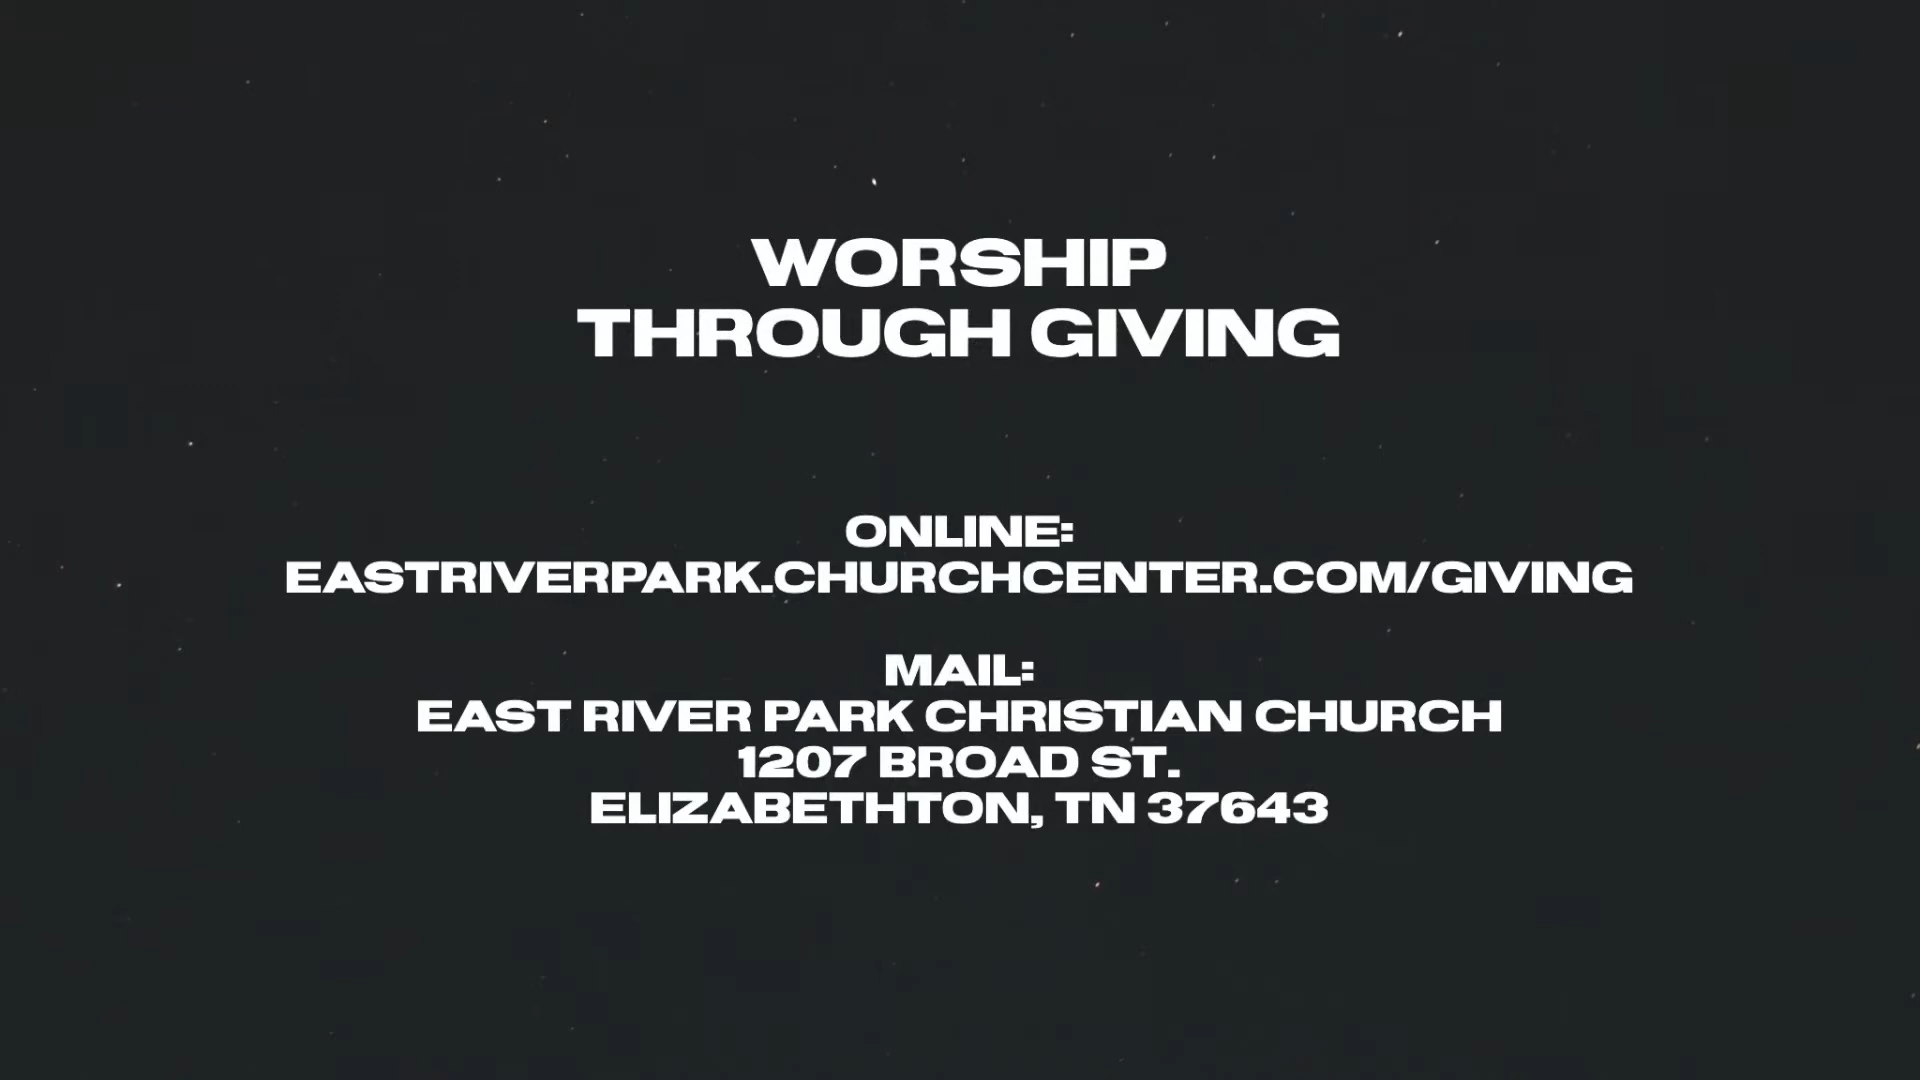 WORSHIP
THROUGH GIVING
ONLINE:
EASTRIVERPARK.CHURCHCENTER.COM/GIVING
MAIL:
EAST RIVER PARK CHRISTIAN CHURCH
1207 BROAD ST.
ELIZABETHTON, TN 37643